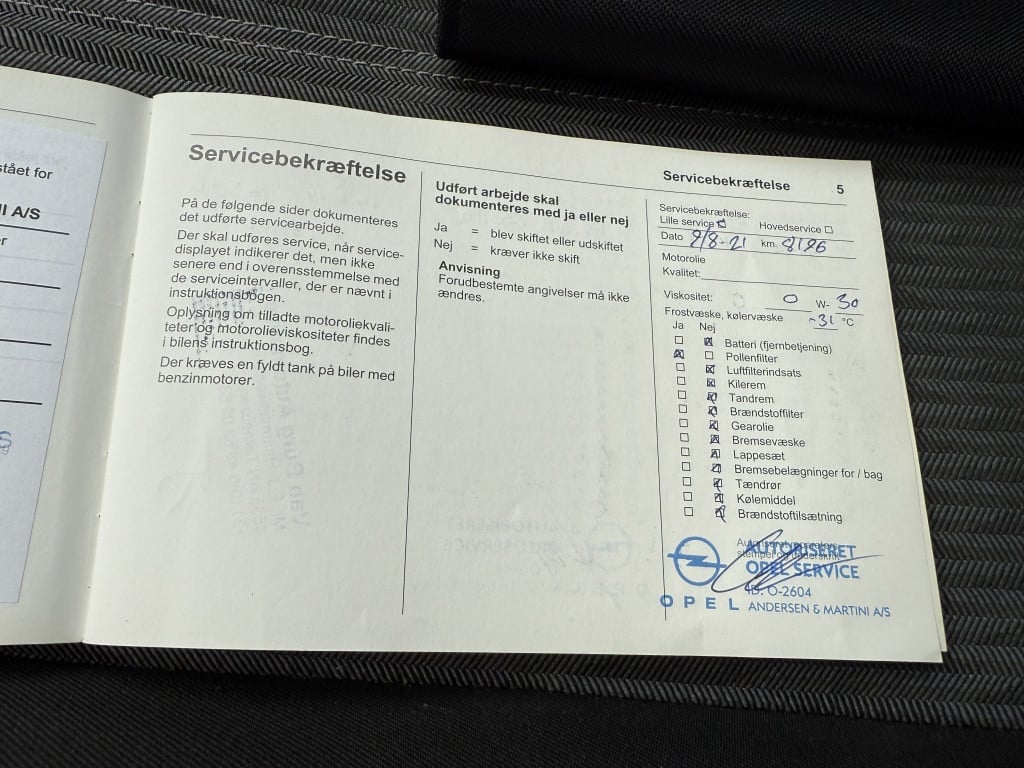 stået for
NI A/S
er
Servicebekræftelse
På de følgende sider dokumenteres
det udførte servicearbejde.
Der skal udføres service, når service-
displayet indikerer det, men ikke
senere end i overensstemmelse med
de serviceintervaller, der er nævnt i
instruktionsbogen.
Oplysning om tilladte motoroliekvali-
teter og motorolieviskositeter findes
i bilens instruktionsbog.
Der kræves en fyldt tank på biler med
benzinmotorer.
Udført arbejde skal
dokumenteres med ja eller nej
Ja = blev skiftet eller udskiftet
Nej = kræver ikke skift
Anvisning
Forudbestemte angivelser må ikke
ændres.
Servicebekræftelse 5
Servicebekræftelse:
Lille service Hovedservice
Dato 9/8-21 km. 8196
Motorolie
Kvalitet:
Viskositet: 0 W- 30
Frostvæske, kølervæske -31 °C
Ja Nej
Batteri (fjernbetjening)
Pollenfilter
Luftfilterindsats
Kilerem
Tandrem
Brændstoffilter
Gearolie
Bremsevæske
Lappesæt
Bremsebelægninger for / bag
Tændrør
Kølemiddel
Brændstoftilsætning
AUTORISERET
OPEL SERVICE
O-2604
OPEL ANDERSEN & MARTINI A/S